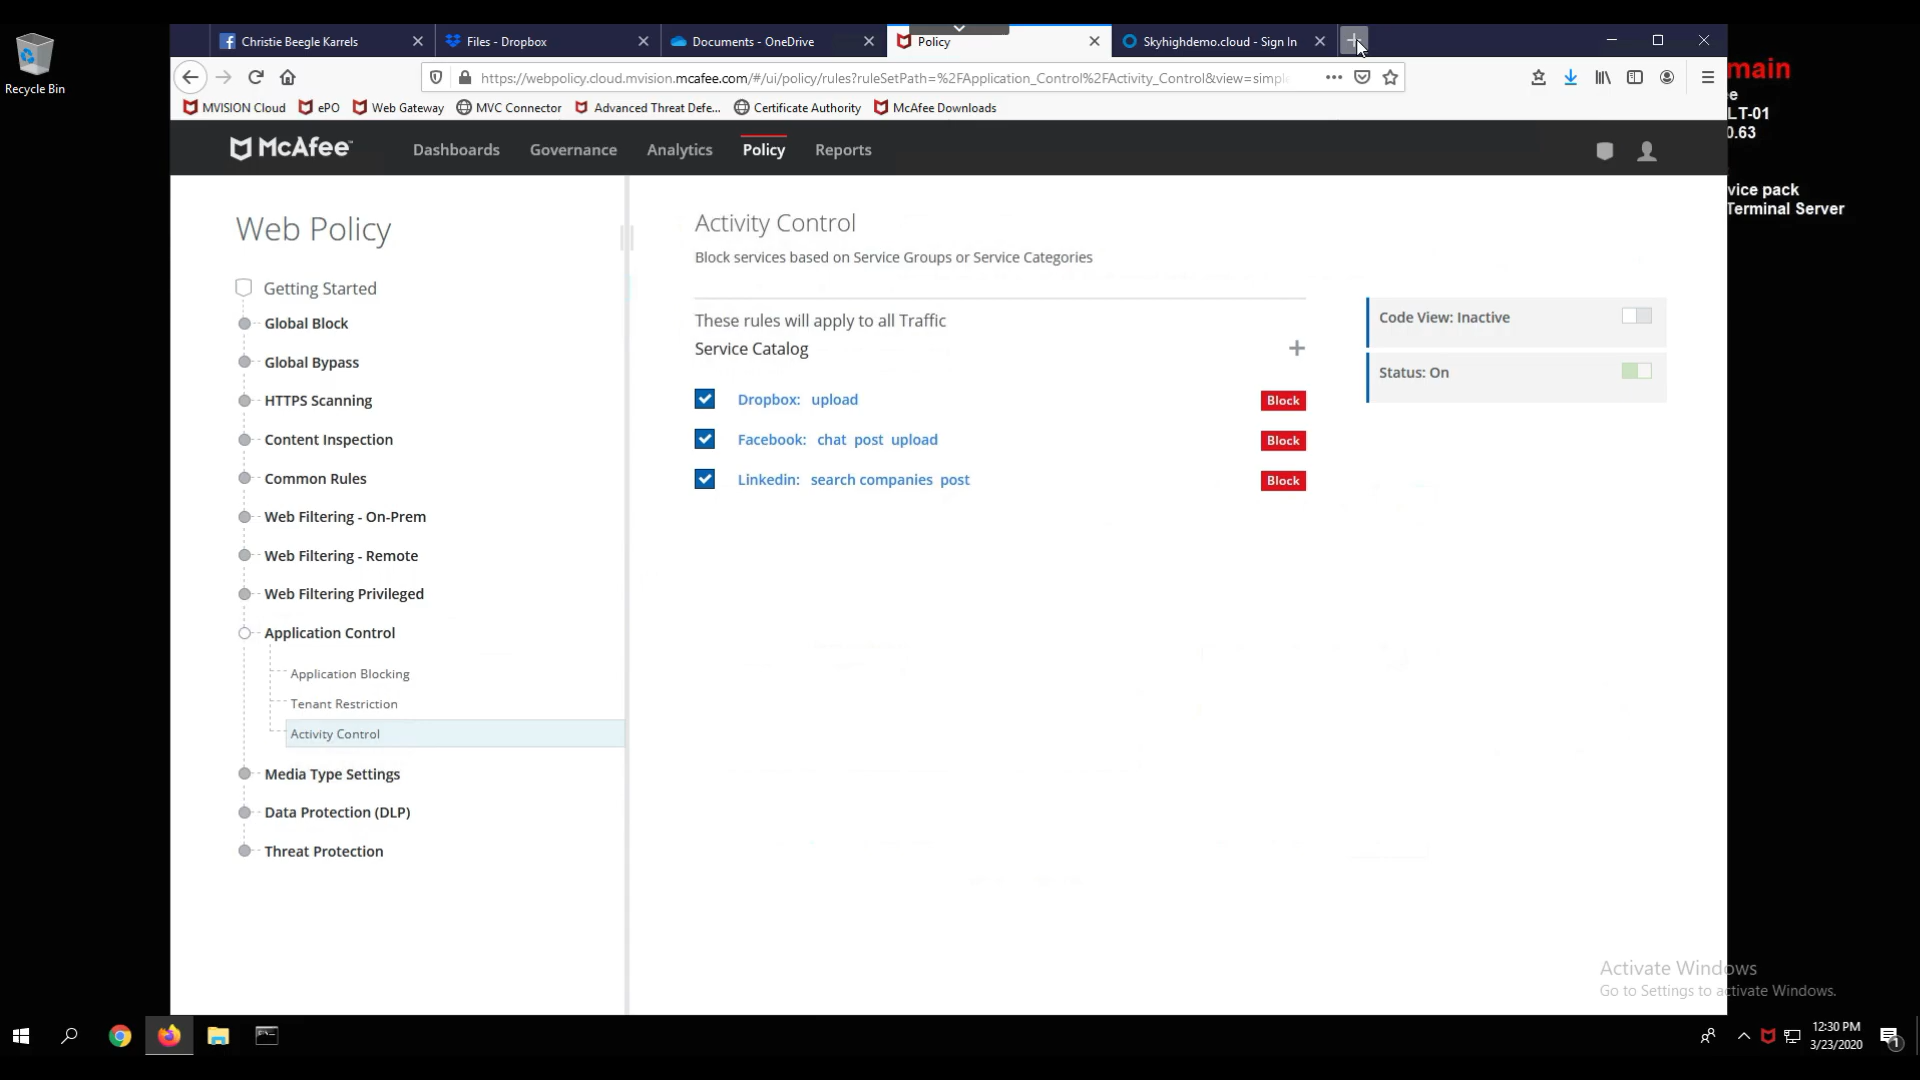 Recycle Bin
Christie Beegle Karrels
Files - Dropbox
Documents - OneDrive
Policy
Skyhighdemo.cloud - Sign In
https://webpolicy.cloud.mvision.mcafee.com/#/ui/policy/rules?ruleSetPath=%2FApplication_Control%2FActivity_Control&view=simple
MVISION Cloud
ePO
Web Gateway
MVC Connector
Advanced Threat Defe...
Certificate Authority
McAfee Downloads
main
e
LT-01
0.63
vice pack
Terminal Server
McAfee™
Dashboards
Governance
Analytics
Policy
Reports
Web Policy
Getting Started
Global Block
Global Bypass
HTTPS Scanning
Content Inspection
Common Rules
Web Filtering - On-Prem
Web Filtering - Remote
Web Filtering Privileged
Application Control
Application Blocking
Tenant Restriction
Activity Control
Media Type Settings
Data Protection (DLP)
Threat Protection
Activity Control
Block services based on Service Groups or Service Categories
These rules will apply to all Traffic
Service Catalog
Dropbox: upload Block
Facebook: chat post upload Block
Linkedin: search companies post Block
Code View: Inactive
Status: On
Activate Windows
Go to Settings to activate Windows.
12:30 PM
3/23/2020
1